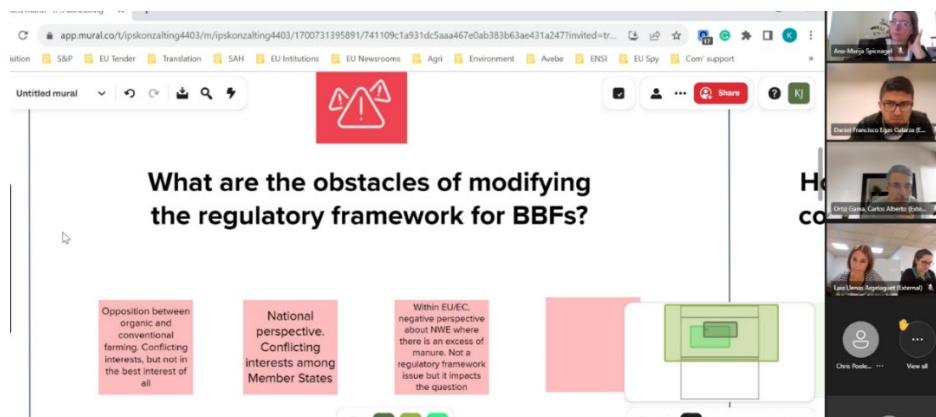 app.mural.co/t/ipskonzalting4403/m/ipskonzalting4403/1700731395891/741109c1a931dc5aaa467e0ab383b63ae431a247?invited=tr...
S&P
EU Tender
Translation
SAH
EU Intitutions
EU Newsrooms
Agri
Environment
Avebe
ENSI
EU Spy
Com' support
»
Untitled mural
Share
KJ
What are the obstacles of modifying
the regulatory framework for BBFs?
Opposition between
organic and
conventional
farming. Conflicting
interests, but not in
the best interest of
all
National
perspective.
Conflicting
interests among
Member States
Within EU/EC,
negative perspective
about NWE where
there is an excess of
manure. Not a
regulatory framework
issue but it impacts
the question
co
Ana-Marija Spicnagel
Daniel Francisco Egas Galarza (E...
Ortiz Gama, Carlos Alberto (Exte...
Laia Llenas Argelaguet (External)
Chris Poole...
View all